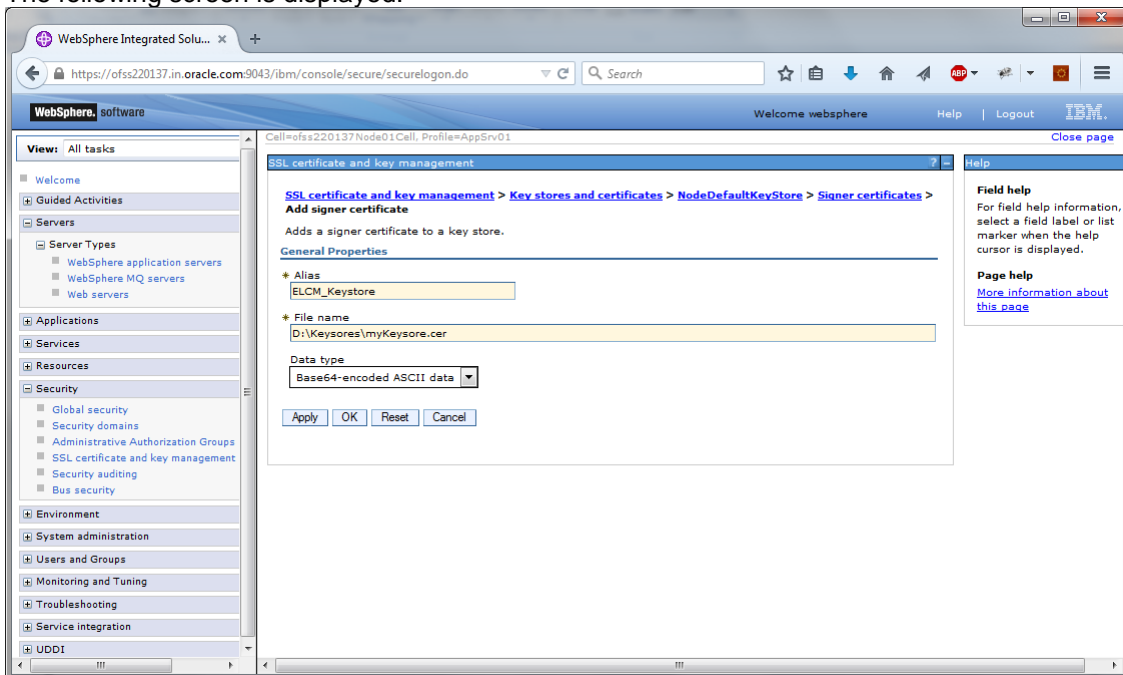 The following screen is displayed.
WebSphere Integrated Solu... × +
https://ofss220137.in.oracle.com:9043/ibm/console/secure/securelogon.do Search ABP
WebSphere. software Welcome websphere Help | Logout IBM.
View: All tasks
Welcome
Guided Activities
Servers
Server Types
WebSphere application servers
WebSphere MQ servers
Web servers
Applications
Services
Resources
Security
Global security
Security domains
Administrative Authorization Groups
SSL certificate and key management
Security auditing
Bus security
Environment
System administration
Users and Groups
Monitoring and Tuning
Troubleshooting
Service integration
UDDI
Cell=ofss220137Node01Cell, Profile=AppSrv01 Close page
SSL certificate and key management ? –
SSL certificate and key management > Key stores and certificates > NodeDefaultKeyStore > Signer certificates >
Add signer certificate
Adds a signer certificate to a key store.
General Properties
* Alias
ELCM_Keystore
* File name
D:\Keysores\myKeysore.cer
Data type
Base64-encoded ASCII data
Apply OK Reset Cancel
Help
Field help
For field help information,
select a field label or list
marker when the help
cursor is displayed.
Page help
More information about
this page